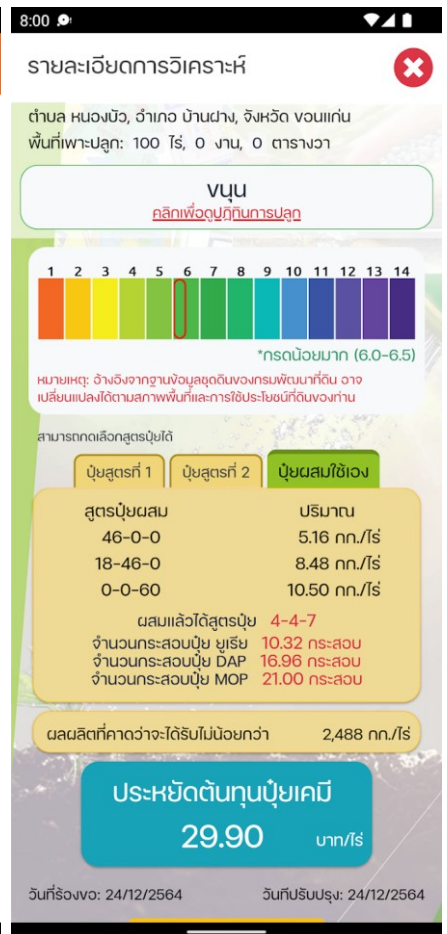 8:00
รายละเอียดการวิเคราะห์
ตำบล หนองบัว, อำเภอ บ้านฝาง, จังหวัด ขอนแก่น
พื้นที่เพาะปลูก: 100 ไร่, 0 งาน, 0 ตารางวา
ขนุน
คลิกเพื่อดูปฏิทินการปลูก
1 2 3 4 5 6 7 8 9 10 11 12 13 14
*กรดน้อยมาก (6.0-6.5)
หมายเหตุ: อ้างอิงจากฐานข้อมูลชุดดินของกรมพัฒนาที่ดิน อาจ
เปลี่ยนแปลงได้ตามสภาพพื้นที่และการใช้ประโยชน์ที่ดินของท่าน
สามารถกดเลือกสูตรปุ๋ยได้
ปุ๋ยสูตรที่ 1 ปุ๋ยสูตรที่ 2 ปุ๋ยผสมใช้เอง
สูตรปุ๋ยผสม ปริมาณ
46-0-0 5.16 กก./ไร่
18-46-0 8.48 กก./ไร่
0-0-60 10.50 กก./ไร่
ผสมแล้วได้สูตรปุ๋ย 4-4-7
จำนวนกระสอบปุ๋ย ยูเรีย 10.32 กระสอบ
จำนวนกระสอบปุ๋ย DAP 16.96 กระสอบ
จำนวนกระสอบปุ๋ย MOP 21.00 กระสอบ
ผลผลิตที่คาดว่าจะได้รับไม่น้อยกว่า 2,488 กก./ไร่
ประหยัดต้นทุนปุ๋ยเคมี
29.90 บาท/ไร่
วันที่ร้องขอ: 24/12/2564 วันทีปรับปรุง: 24/12/2564